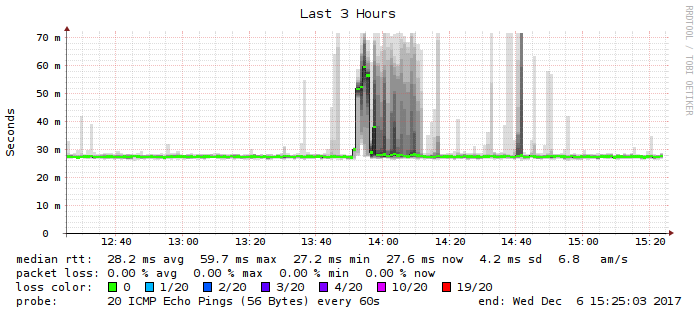 Last 3 Hours
RRDTOOL / TOBI OETIKER
Seconds
70 m
60 m
50 m
40 m
30 m
20 m
10 m
0
12:40 13:00 13:20 13:40 14:00 14:20 14:40 15:00 15:20
median rtt: 28.2 ms avg 59.7 ms max 27.2 ms min 27.6 ms now 4.2 ms sd 6.8 am/s
packet loss: 0.00 % avg 0.00 % max 0.00 % min 0.00 % now
loss color: 0 1/20 2/20 3/20 4/20 10/20 19/20
probe: 20 ICMP Echo Pings (56 Bytes) every 60s end: Wed Dec 6 15:25:03 2017